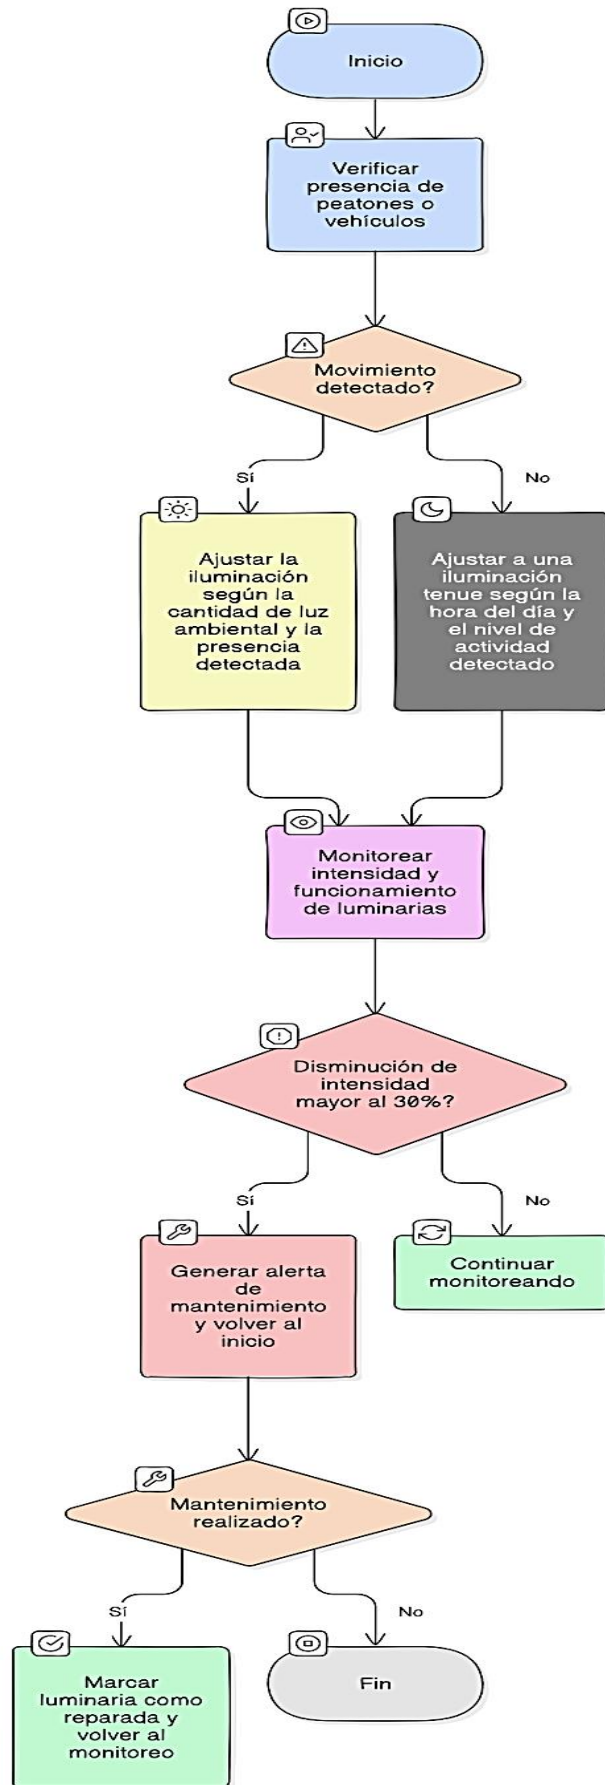 Inicio
Verificar
presencia de
peatones o
vehículos
Movimiento
detectado?
Sí
No
Ajustar la
iluminación
según la
cantidad de luz
ambiental y la
presencia
detectada
Ajustar a una
iluminación
tenue según la
hora del día y
el nivel de
actividad
detectado
Monitorear
intensidad y
funcionamiento
de luminarias
Disminución de
intensidad
mayor al 30%?
Sí
No
Generar alerta
de
mantenimiento
y volver al
inicio
Continuar
monitoreando
Mantenimiento
realizado?
Sí
No
Marcar
luminaria como
reparada y
volver al
monitoreo
Fin